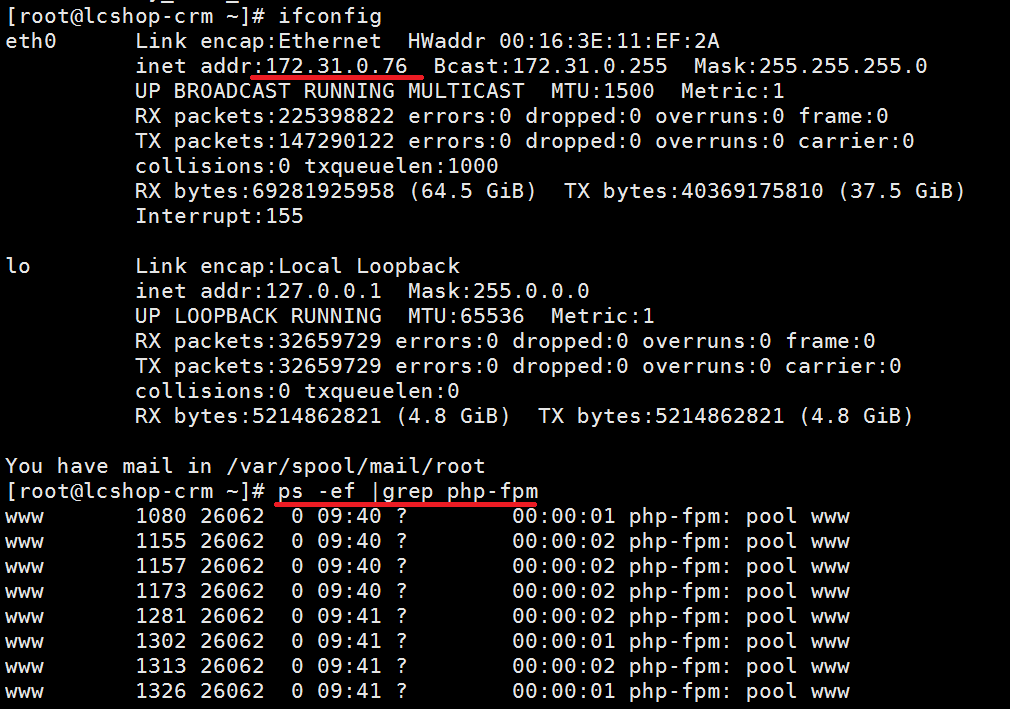 [root@lcshop-crm ~]# ifconfig
eth0      Link encap:Ethernet  HWaddr 00:16:3E:11:EF:2A
          inet addr:172.31.0.76  Bcast:172.31.0.255  Mask:255.255.255.0
          UP BROADCAST RUNNING MULTICAST  MTU:1500  Metric:1
          RX packets:225398822 errors:0 dropped:0 overruns:0 frame:0
          TX packets:147290122 errors:0 dropped:0 overruns:0 carrier:0
          collisions:0 txqueuelen:1000
          RX bytes:69281925958 (64.5 GiB)  TX bytes:40369175810 (37.5 GiB)
          Interrupt:155

lo        Link encap:Local Loopback
          inet addr:127.0.0.1  Mask:255.0.0.0
          UP LOOPBACK RUNNING  MTU:65536  Metric:1
          RX packets:32659729 errors:0 dropped:0 overruns:0 frame:0
          TX packets:32659729 errors:0 dropped:0 overruns:0 carrier:0
          collisions:0 txqueuelen:0
          RX bytes:5214862821 (4.8 GiB)  TX bytes:5214862821 (4.8 GiB)

You have mail in /var/spool/mail/root
[root@lcshop-crm ~]# ps -ef |grep php-fpm
www       1080 26062  0 09:40 ?        00:00:01 php-fpm: pool www
www       1155 26062  0 09:40 ?        00:00:02 php-fpm: pool www
www       1157 26062  0 09:40 ?        00:00:02 php-fpm: pool www
www       1173 26062  0 09:40 ?        00:00:02 php-fpm: pool www
www       1281 26062  0 09:41 ?        00:00:02 php-fpm: pool www
www       1302 26062  0 09:41 ?        00:00:01 php-fpm: pool www
www       1313 26062  0 09:41 ?        00:00:02 php-fpm: pool www
www       1326 26062  0 09:41 ?        00:00:01 php-fpm: pool www